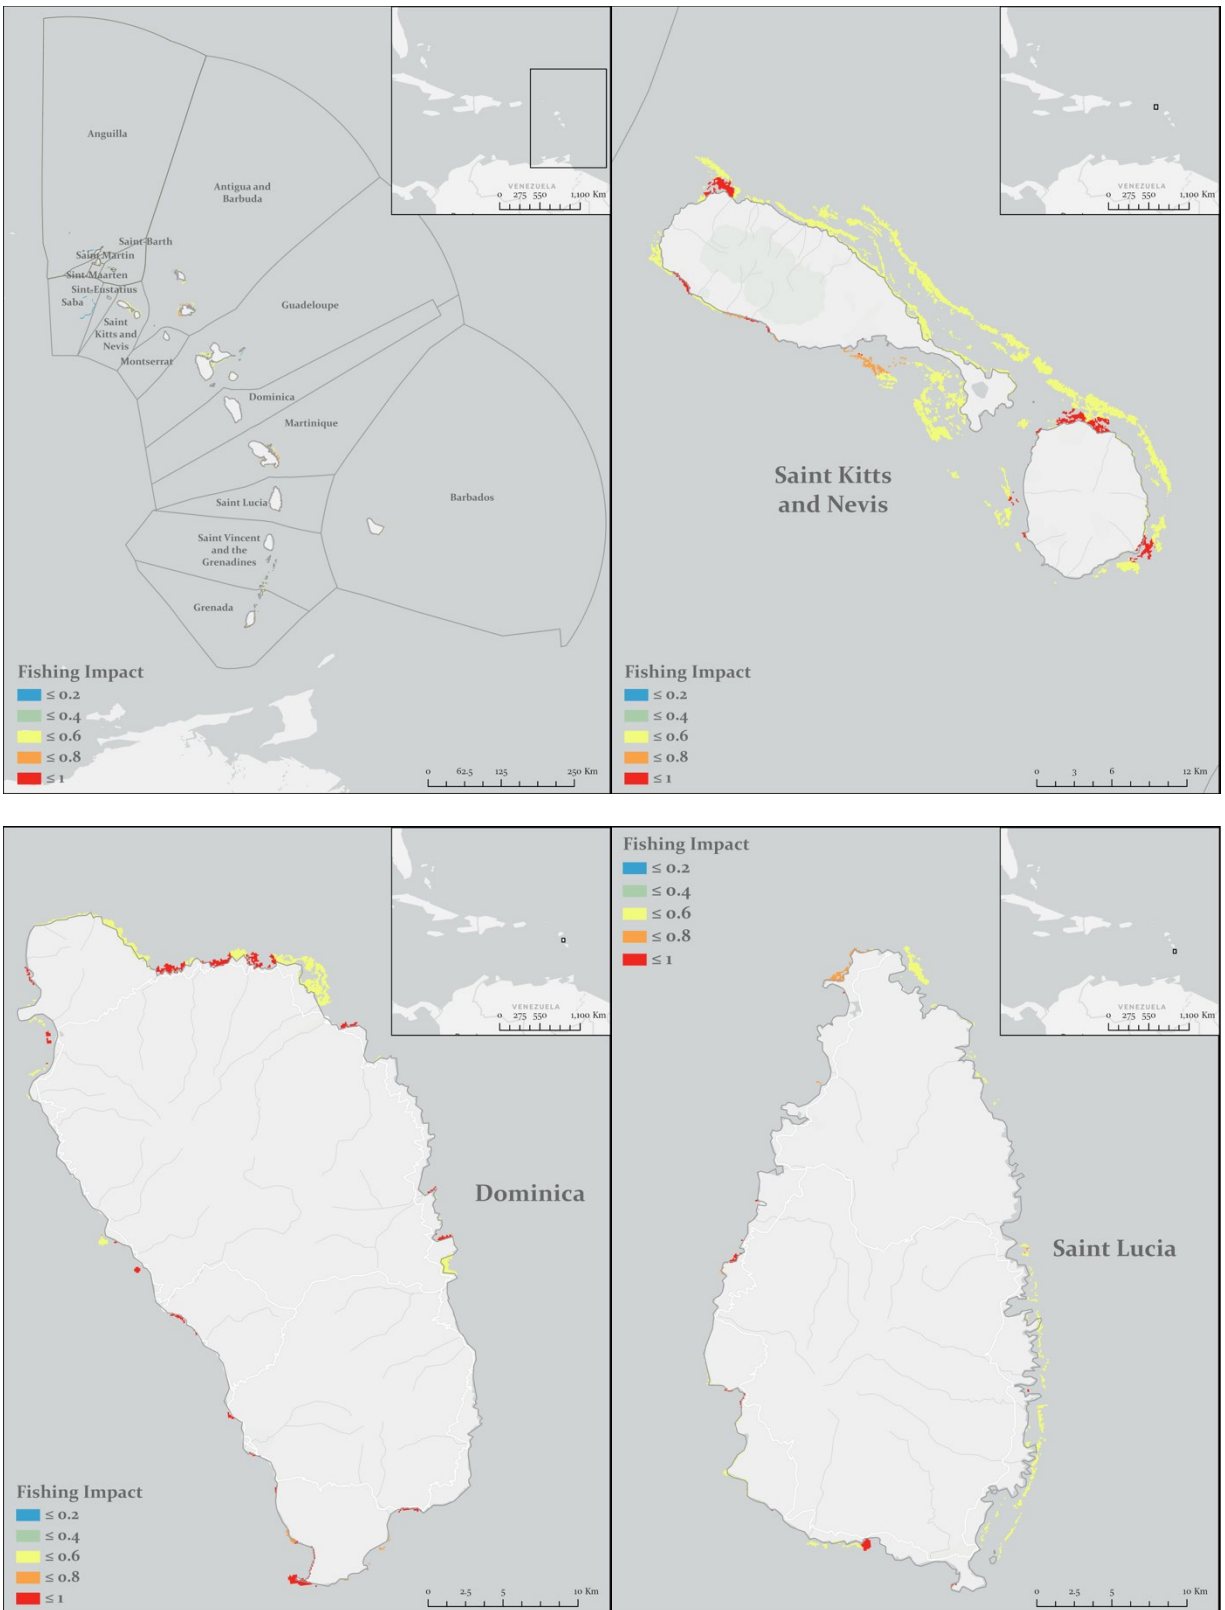 Anguilla
Antigua and
Barbuda
Saint-Barth
Saint-Martin
Sint-Maarten
Sint-Eustatius
Saba
Saint
Kitts and
Nevis
Montserrat
Guadeloupe
Dominica
Martinique
Saint Lucia
Barbados
Saint Vincent
and the
Grenadines
Grenada
VENEZUELA
0 275 550 1,100 Km
Fishing Impact
≤ 0.2
≤ 0.4
≤ 0.6
≤ 0.8
≤ 1
0 62.5 125 250 Km
VENEZUELA
0 275 550 1,100 Km
Saint Kitts
and Nevis
Fishing Impact
≤ 0.2
≤ 0.4
≤ 0.6
≤ 0.8
≤ 1
0 3 6 12 Km
VENEZUELA
0 275 550 1,100 Km
Dominica
Fishing Impact
≤ 0.2
≤ 0.4
≤ 0.6
≤ 0.8
≤ 1
0 2.5 5 10 Km
Fishing Impact
≤ 0.2
≤ 0.4
≤ 0.6
≤ 0.8
≤ 1
VENEZUELA
0 275 550 1,100 Km
Saint Lucia
0 2.5 5 10 Km